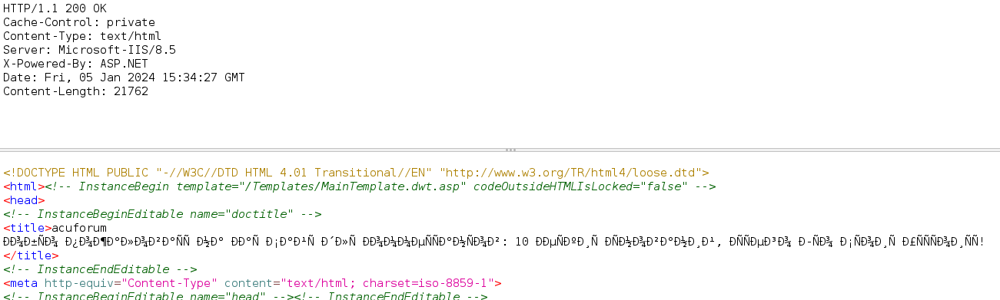 HTTP/1.1 200 OK
Cache-Control: private
Content-Type: text/html
Server: Microsoft-IIS/8.5
X-Powered-By: ASP.NET
Date: Fri, 05 Jan 2024 15:34:27 GMT
Content-Length: 21762
<!DOCTYPE HTML PUBLIC "-//W3C//DTD HTML 4.01 Transitional//EN" "http://www.w3.org/TR/html4/loose.dtd">
<html><!-- InstanceBegin template="/Templates/MainTemplate.dwt.asp" codeOutsideHTMLIsLocked="false" -->
<head>
<!-- InstanceBeginEditable name="doctitle" -->
<title>acuforum
ÐÐ¾Ð±ÑÐ¾ Ð¿Ð¾Ð¶Ð°Ð»Ð¾Ð²Ð°ÑÑ Ð½Ð° ÐÐ°Ñ Ð¡Ð°Ð¹Ñ Ð´Ð»Ñ ÐÐ¾Ð¼Ð¼ÐµÑÑÐ°Ð½ÑÐ¾Ð²: 10 ÐÐµÑÐºÐ¸Ñ ÐÑÐ½Ð¾Ð²Ð°Ð½Ð¸Ð¹, ÐÑÑÐµÐ³Ð¾ Ð-ÑÐ¾ Ð¡ÑÐ¾Ð¸Ñ Ð£ÑÑÑÐ¾Ð¸ÑÑ!
</title>
<!-- InstanceEndEditable -->
<meta http-equiv="Content-Type" content="text/html; charset=iso-8859-1">
<!-- InstanceBeginEditable name="head" --><!-- InstanceEndEditable -->